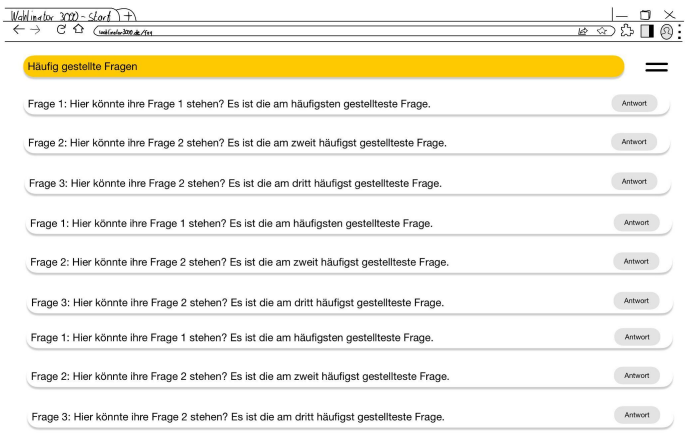 Wahlinator 3000 - Start
wahlinator3000.de/faq
Häufig gestellte Fragen
Frage 1: Hier könnte ihre Frage 1 stehen? Es ist die am häufigsten gestellteste Frage. Antwort
Frage 2: Hier könnte ihre Frage 2 stehen? Es ist die am zweit häufigst gestellteste Frage. Antwort
Frage 3: Hier könnte ihre Frage 2 stehen? Es ist die am dritt häufigst gestellteste Frage. Antwort
Frage 1: Hier könnte ihre Frage 1 stehen? Es ist die am häufigsten gestellteste Frage. Antwort
Frage 2: Hier könnte ihre Frage 2 stehen? Es ist die am zweit häufigst gestellteste Frage. Antwort
Frage 3: Hier könnte ihre Frage 2 stehen? Es ist die am dritt häufigst gestellteste Frage. Antwort
Frage 1: Hier könnte ihre Frage 1 stehen? Es ist die am häufigsten gestellteste Frage. Antwort
Frage 2: Hier könnte ihre Frage 2 stehen? Es ist die am zweit häufigst gestellteste Frage. Antwort
Frage 3: Hier könnte ihre Frage 2 stehen? Es ist die am dritt häufigst gestellteste Frage. Antwort